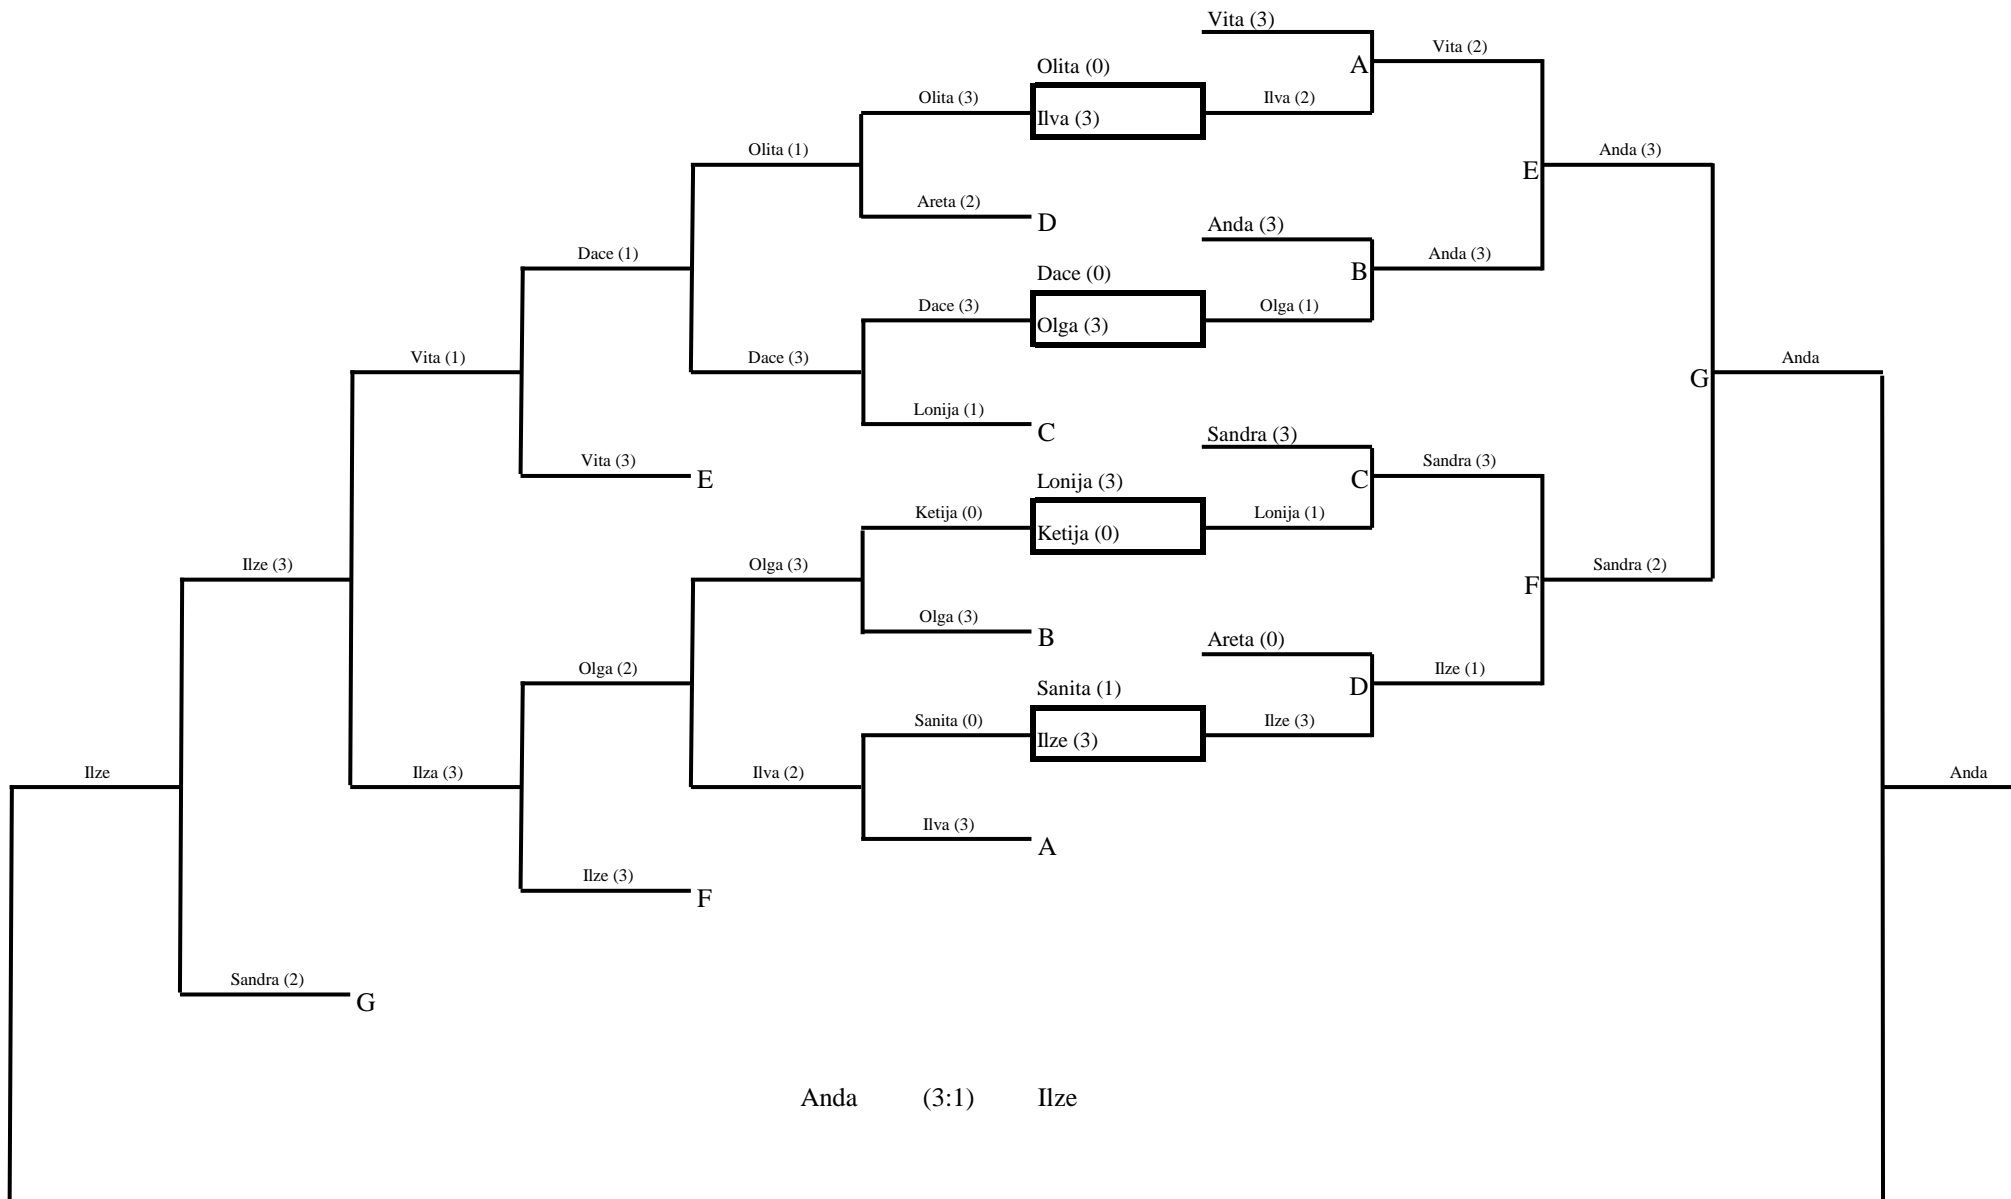 Vita (3)
Vita (2)
A
Olita (0)
Olita (3)
Ilva (3)
Ilva (2)
Olita (1)
Anda (3)
E
Areta (2)
D
Anda (3)
Dace (1)
Anda (3)
B
Dace (0)
Dace (3)
Olga (3)
Olga (1)
Vita (1)
Dace (3)
Anda
G
Lonija (1)
C
Sandra (3)
Vita (3)
E
Sandra (3)
C
Lonija (3)
Ketija (0)
Ketija (0)
Lonija (1)
Ilze (3)
Olga (3)
Sandra (2)
F
Olga (3)
B
Areta (0)
Olga (2)
Ilze (1)
D
Sanita (1)
Sanita (0)
Ilze (3)
Ilze (3)
Ilze
Ilza (3)
Ilva (2)
Anda
Ilva (3)
A
Ilze (3)
F
Sandra (2)
G
Anda (3:1) Ilze